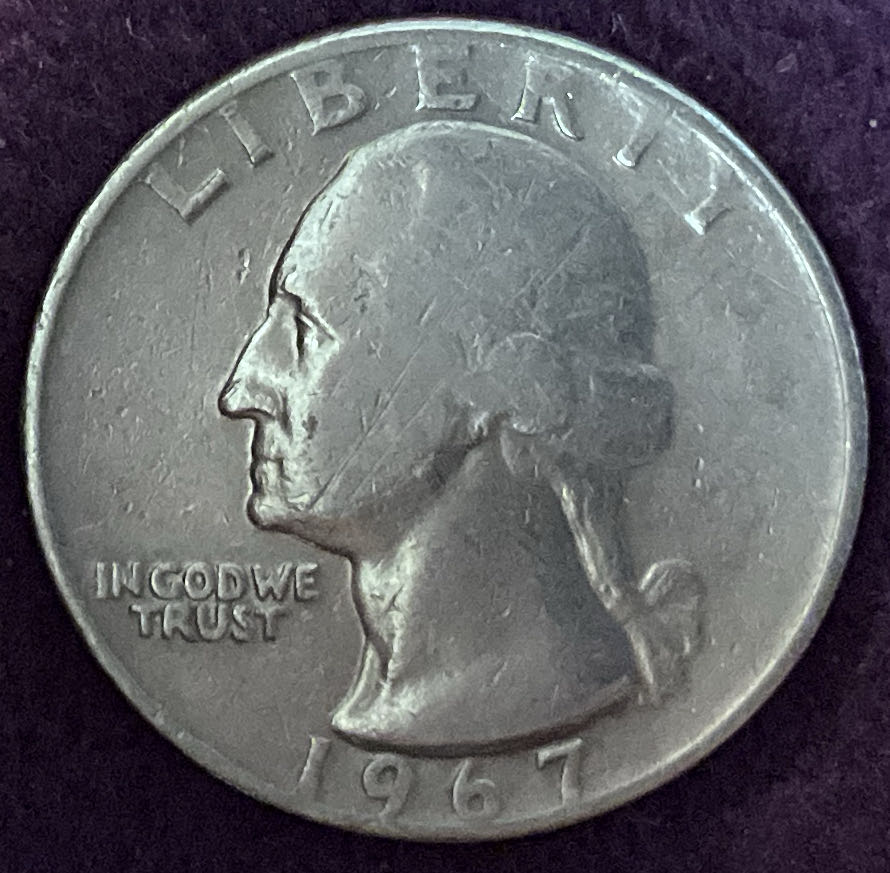 LIBERTY
IN GOD WE
TRUST
1967